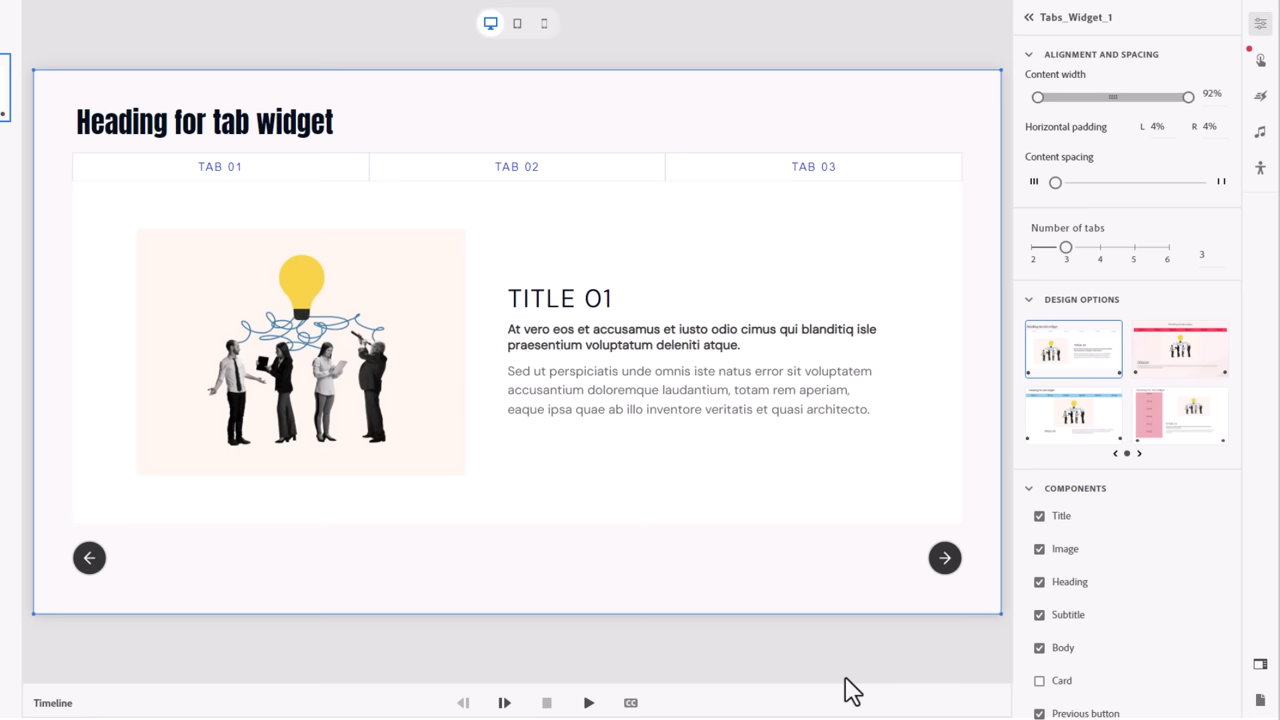 Heading for tab widget
TAB 01
TAB 02
TAB 03
TITLE 01
At vero eos et accusamus et iusto odio cimus qui blanditiq isle
praesentium voluptatum deleniti atque.
Sed ut perspiciatis unde omnis iste natus error sit voluptatem
accusantium doloremque laudantium, totam rem aperiam,
eaque ipsa quae ab illo inventore veritatis et quasi architecto.
Timeline
CC
Tabs_Widget_1
ALIGNMENT AND SPACING
Content width
92%
Horizontal padding L 4% R 4%
Content spacing
Number of tabs
2 3 4 5 6
3
DESIGN OPTIONS
COMPONENTS
Title
Image
Heading
Subtitle
Body
Card
Previous button